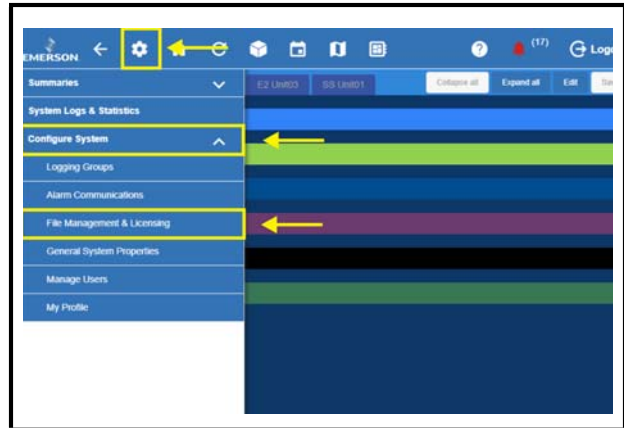 EMERSON
(17)
Logo
Summaries
E2 Unit03
SS Unit01
Collapse all
Expand all
Edit
System Logs & Statistics
Configure System
Logging Groups
Alarm Communications
File Management & Licensing
General System Properties
Manage Users
My Profile